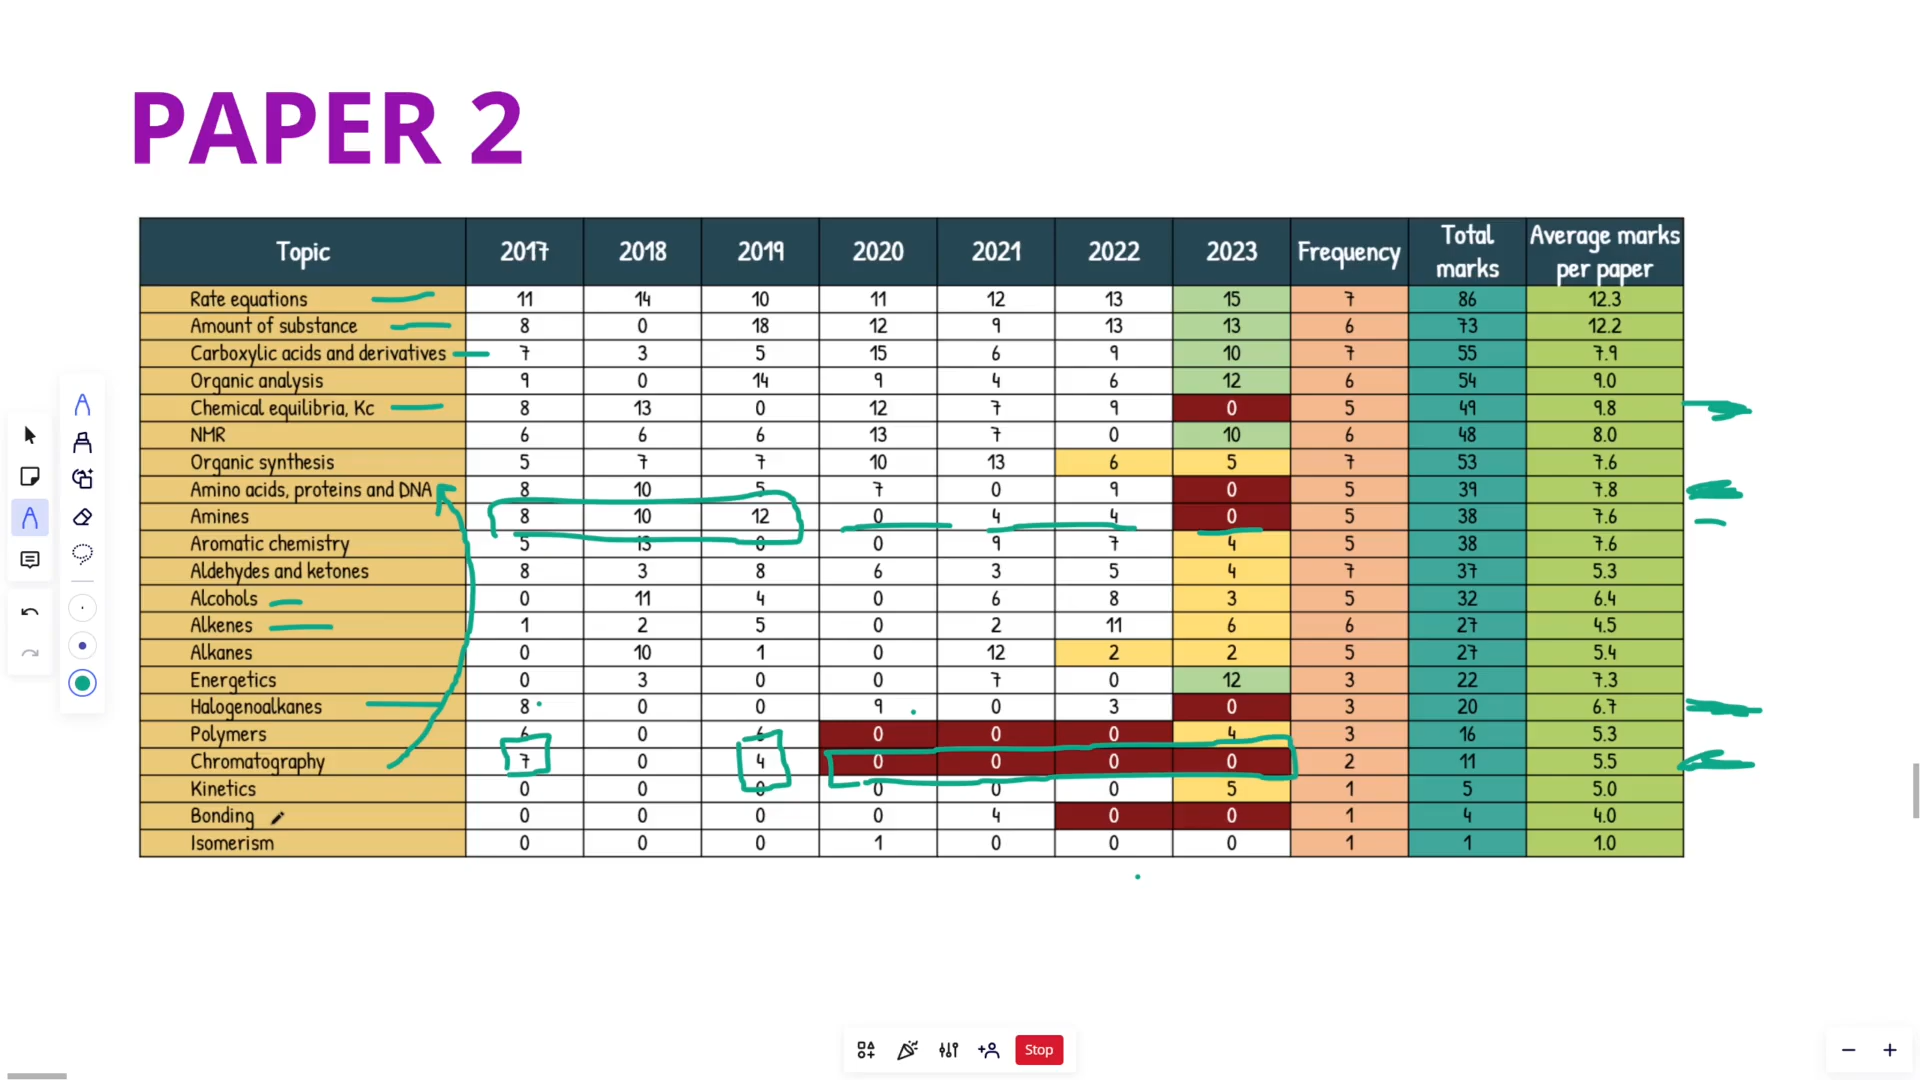 PAPER 2
Topic 2017 2018 2019 2020 2021 2022 2023 Frequency Total marks Average marks per paper
Rate equations 11 14 10 11 12 13 15 7 86 12.3
Amount of substance 8 0 18 12 9 13 13 6 73 12.2
Carboxylic acids and derivatives 7 3 5 15 6 9 10 7 55 7.9
Organic analysis 9 0 14 9 4 6 12 6 54 9.0
Chemical equilibria, Kc 8 13 0 12 7 9 0 5 49 9.8
NMR 6 6 6 13 7 0 10 6 48 8.0
Organic synthesis 5 7 7 10 13 6 5 7 53 7.6
Amino acids, proteins and DNA 8 10 5 7 0 9 0 5 39 7.8
Amines 8 10 12 0 4 4 0 5 38 7.6
Aromatic chemistry 5 13 0 0 9 7 4 5 38 7.6
Aldehydes and ketones 8 3 8 6 3 5 4 7 37 5.3
Alcohols 0 11 4 0 6 8 3 5 32 6.4
Alkenes 1 2 5 0 2 11 6 6 27 4.5
Alkanes 0 10 1 0 12 2 2 5 27 5.4
Energetics 0 3 0 0 7 0 12 3 22 7.3
Halogenoalkanes 8 0 0 9 0 3 0 3 20 6.7
Polymers 6 0 6 0 0 0 4 3 16 5.3
Chromatography 7 0 4 0 0 0 0 2 11 5.5
Kinetics 0 0 0 0 0 0 5 1 5 5.0
Bonding 0 0 0 0 4 0 0 1 4 4.0
Isomerism 0 0 0 1 0 0 0 1 1 1.0
Stop